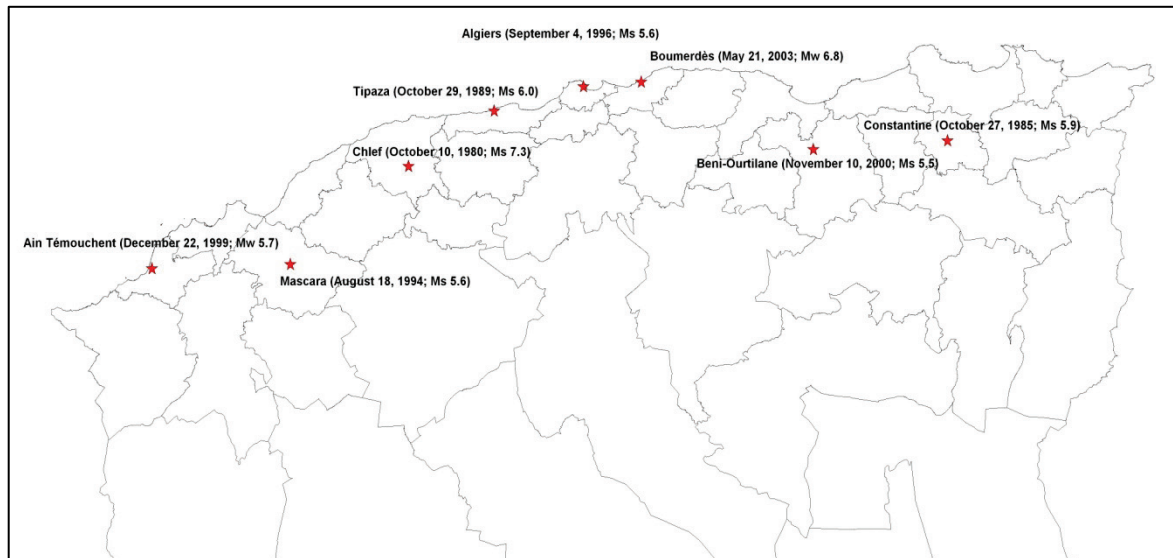 Algiers (September 4, 1996; Ms 5.6)
Boumerdès (May 21, 2003; Mw 6.8)
Tipaza (October 29, 1989; Ms 6.0)
Constantine (October 27, 1985; Ms 5.9)
Chlef (October 10, 1980; Ms 7.3)
Beni-Ourtilane (November 10, 2000; Ms 5.5)
Ain Témouchent (December 22, 1999; Mw 5.7)
Mascara (August 18, 1994; Ms 5.6)